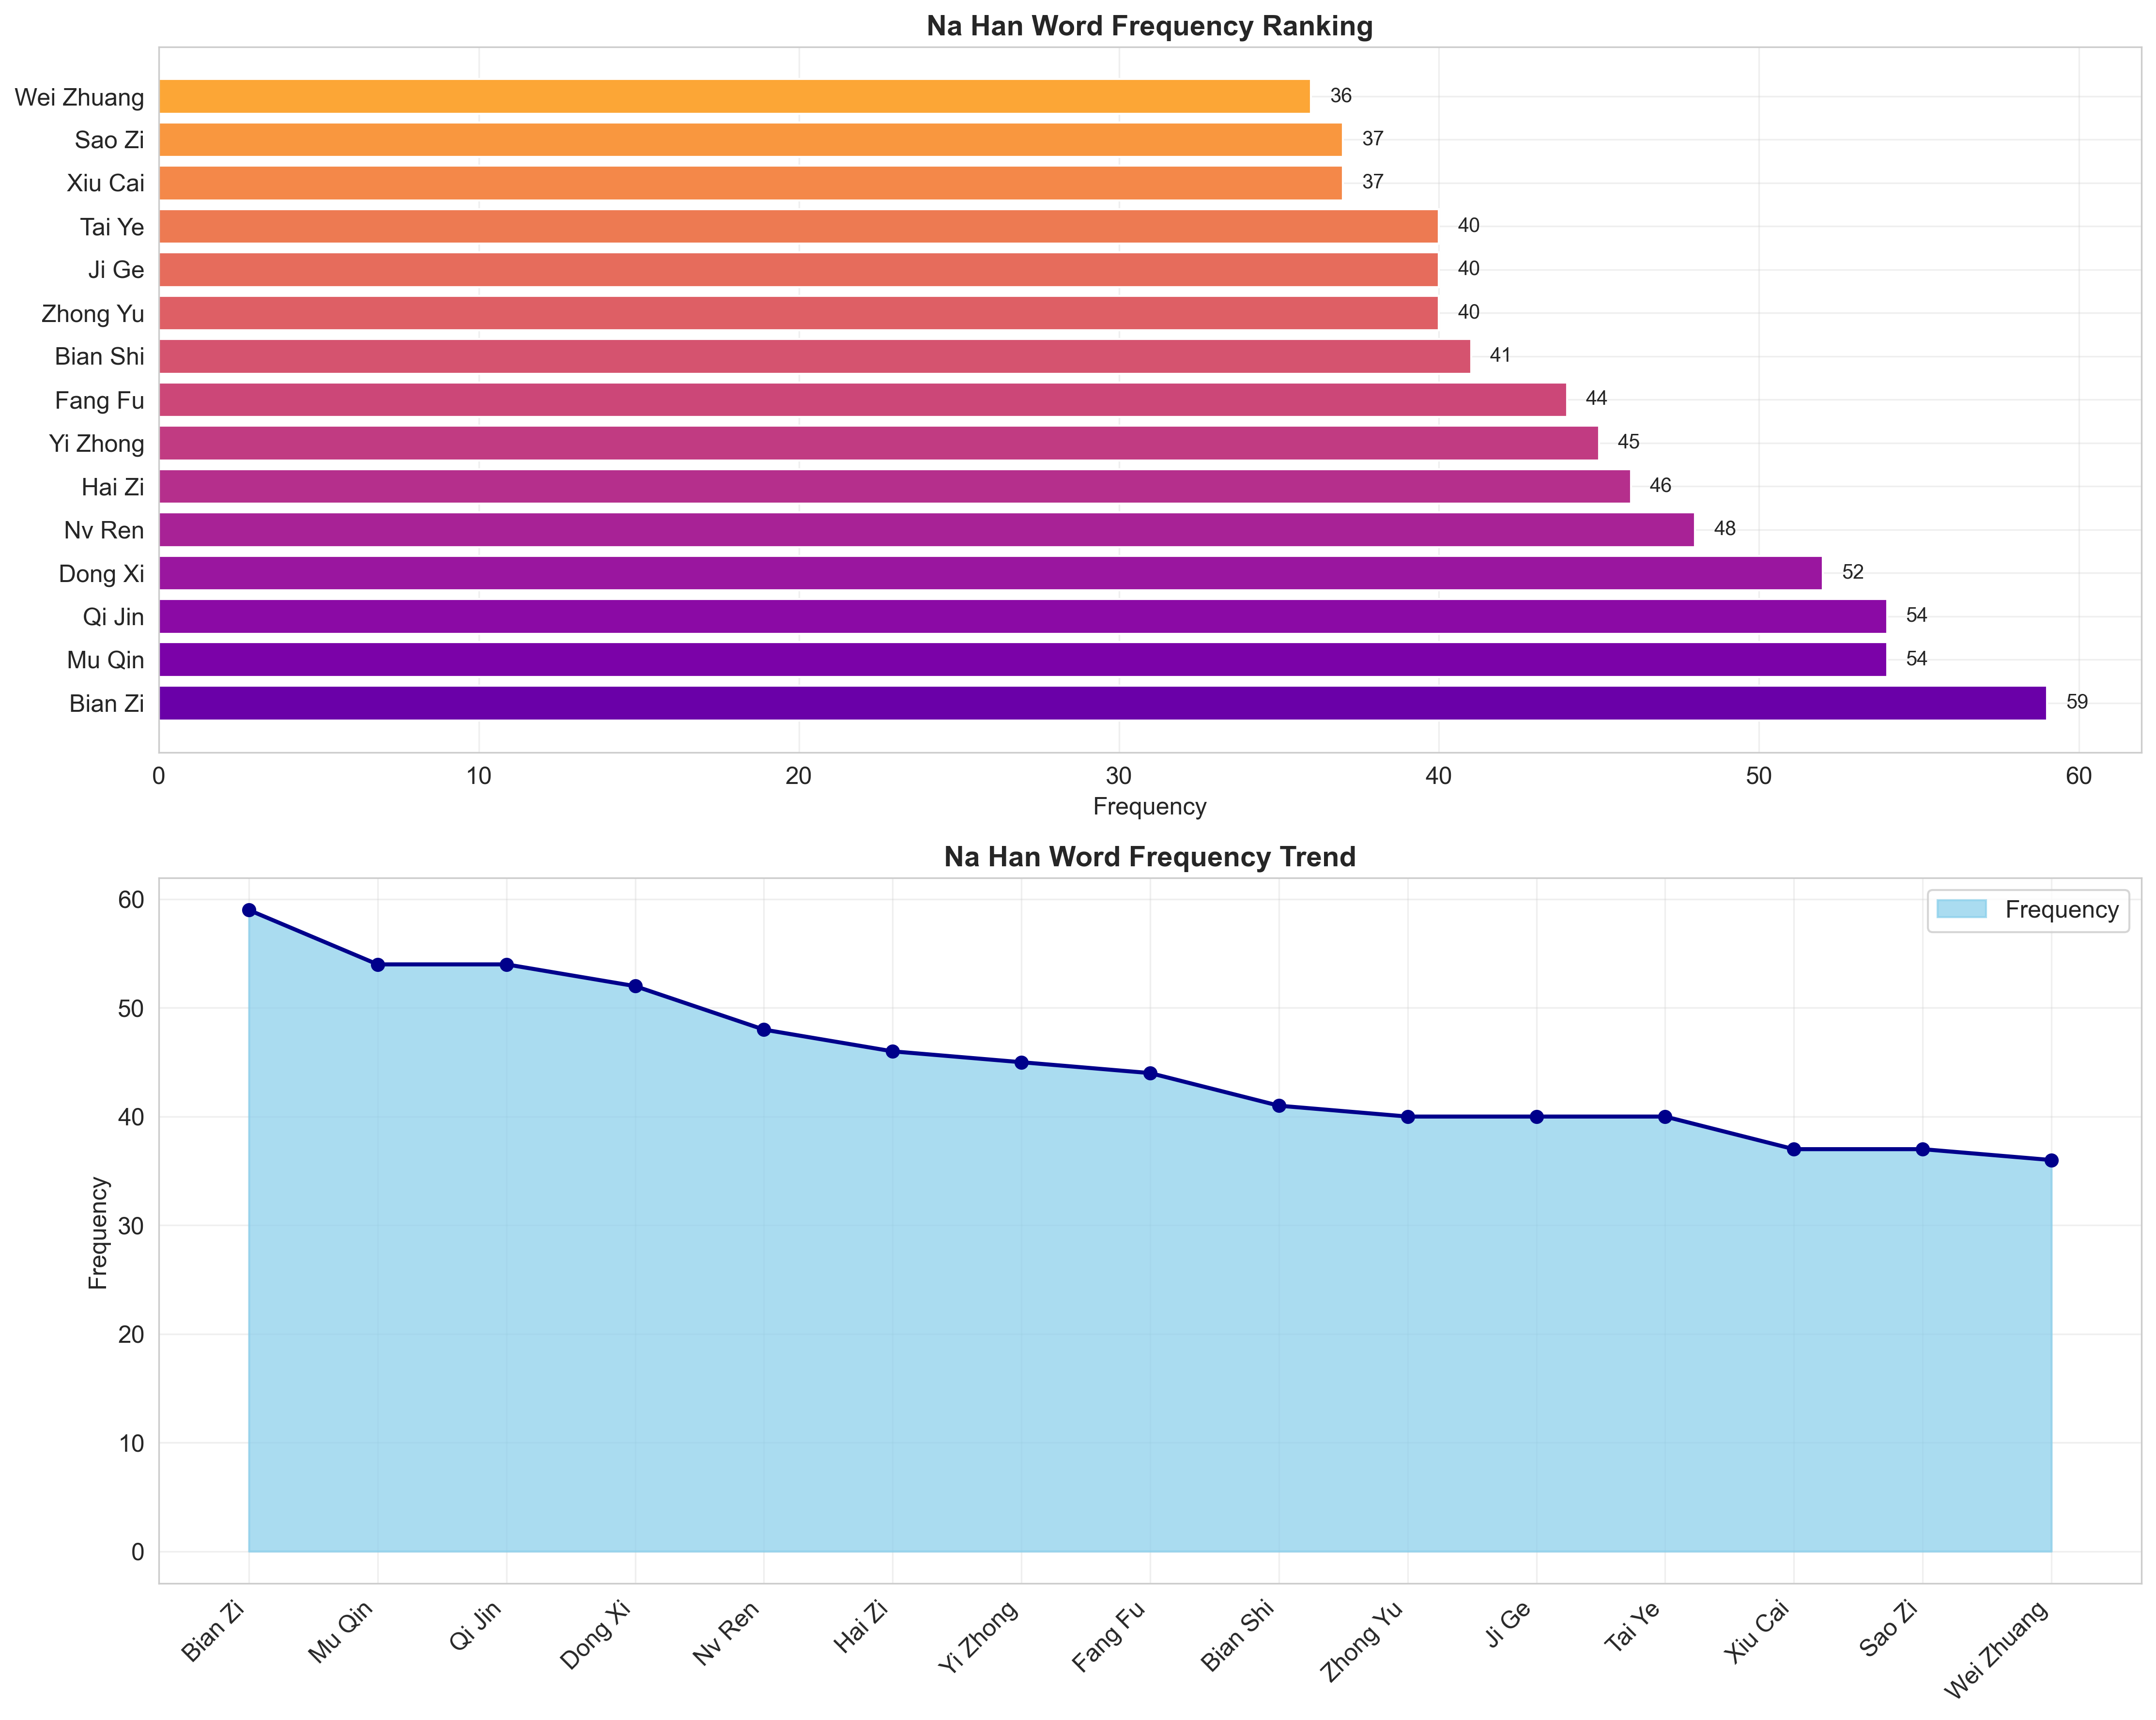 Na Han Word Frequency Ranking
Wei Zhuang 36
Sao Zi 37
Xiu Cai 37
Tai Ye 40
Ji Ge 40
Zhong Yu 40
Bian Shi 41
Fang Fu 44
Yi Zhong 45
Hai Zi 46
Nv Ren 48
Dong Xi 52
Qi Jin 54
Mu Qin 54
Bian Zi 59
0 10 20 30 40 50 60
Frequency
Na Han Word Frequency Trend
Frequency
60
50
40
30
20
10
0
Frequency
Bian Zi Mu Qin Qi Jin Dong Xi Nv Ren Hai Zi Yi Zhong Fang Fu Bian Shi Zhong Yu Ji Ge Tai Ye Xiu Cai Sao Zi Wei Zhuang